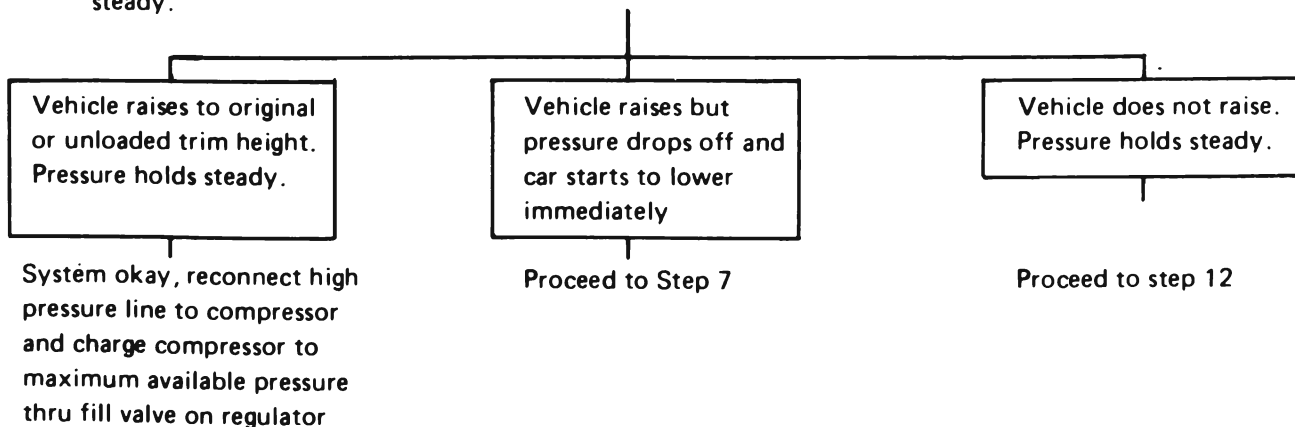 steady.
Vehicle raises to original
or unloaded trim height.
Pressure holds steady.
Vehicle raises but
pressure drops off and
car starts to lower
immediately
Vehicle does not raise.
Pressure holds steady.
System okay, reconnect high
pressure line to compressor
and charge compressor to
maximum available pressure
thru fill valve on regulator
Proceed to Step 7
Proceed to step 12